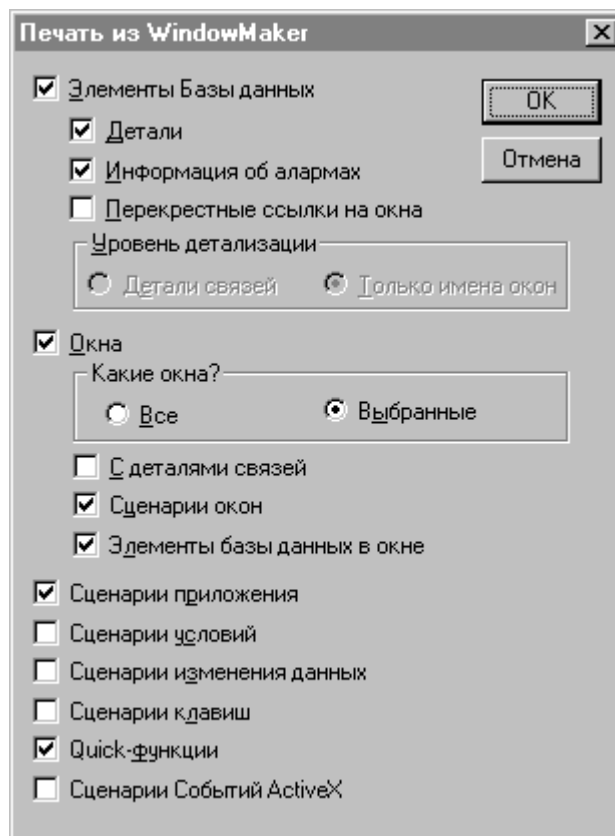 Печать из WindowMaker
Элементы Базы данных
OK
Детали
Отмена
Информация об алармах
Перекрестные ссылки на окна
Уровень детализации
Детали связей Только имена окон
Окна
Какие окна?
Все Выбранные
С деталями связей
Сценарии окон
Элементы базы данных в окне
Сценарии приложения
Сценарии условий
Сценарии изменения данных
Сценарии клавиш
Quick-функции
Сценарии Событий ActiveX